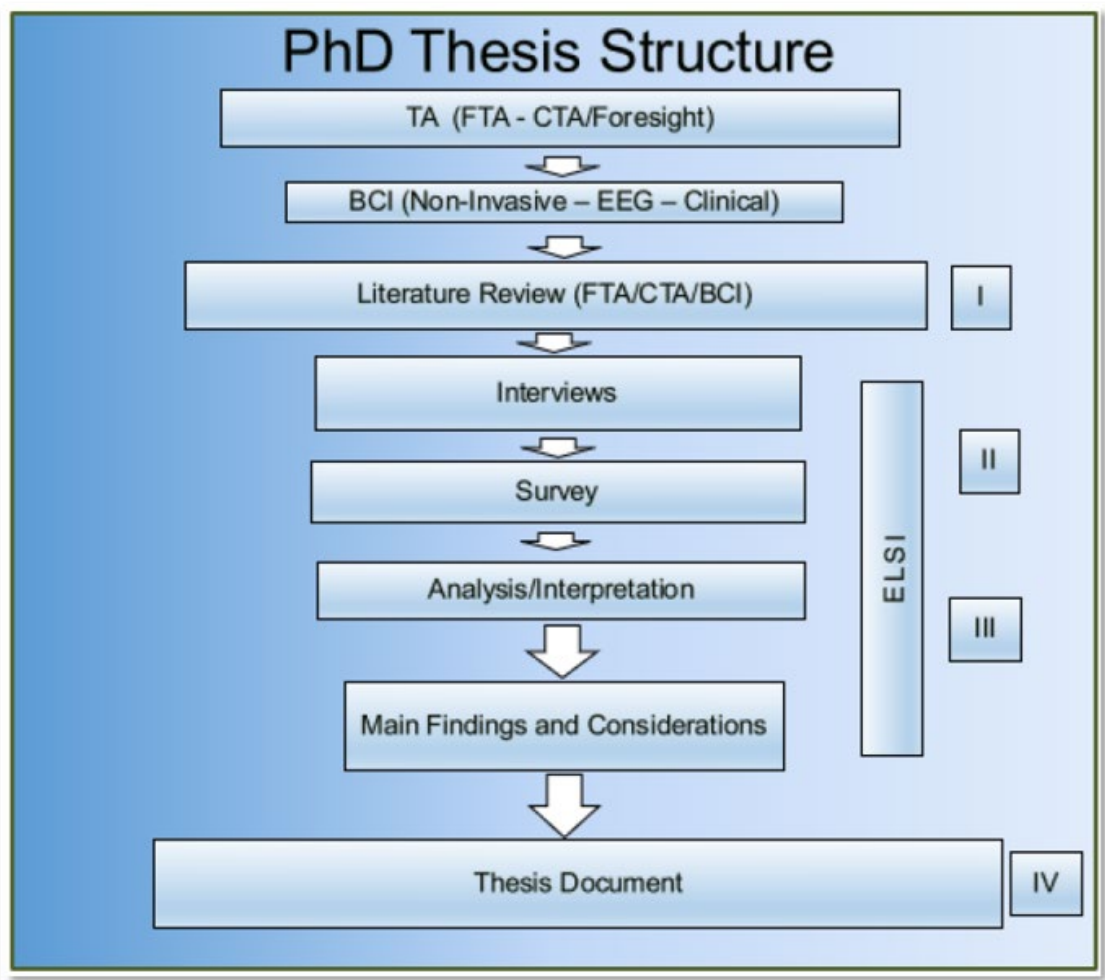 PhD Thesis Structure
TA (FTA - CTA/Foresight)
BCI (Non-Invasive – EEG – Clinical)
Literature Review (FTA/CTA/BCI)
I
Interviews
II
Survey
ELSI
Analysis/Interpretation
III
Main Findings and Considerations
Thesis Document
IV